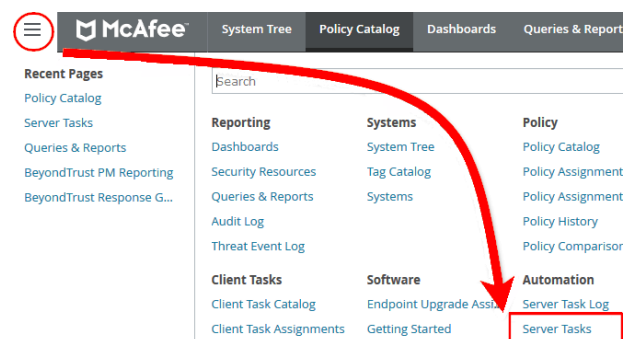 McAfee™ System Tree Policy Catalog Dashboards Queries & Report
Recent Pages
Policy Catalog
Server Tasks
Queries & Reports
BeyondTrust PM Reporting
BeyondTrust Response G...
Search
Reporting
Dashboards
Security Resources
Queries & Reports
Audit Log
Threat Event Log
Systems
System Tree
Tag Catalog
Systems
Policy
Policy Catalog
Policy Assignment
Policy Assignment
Policy History
Policy Comparison
Client Tasks
Client Task Catalog
Client Task Assignments
Software
Endpoint Upgrade Assi...
Getting Started
Automation
Server Task Log
Server Tasks